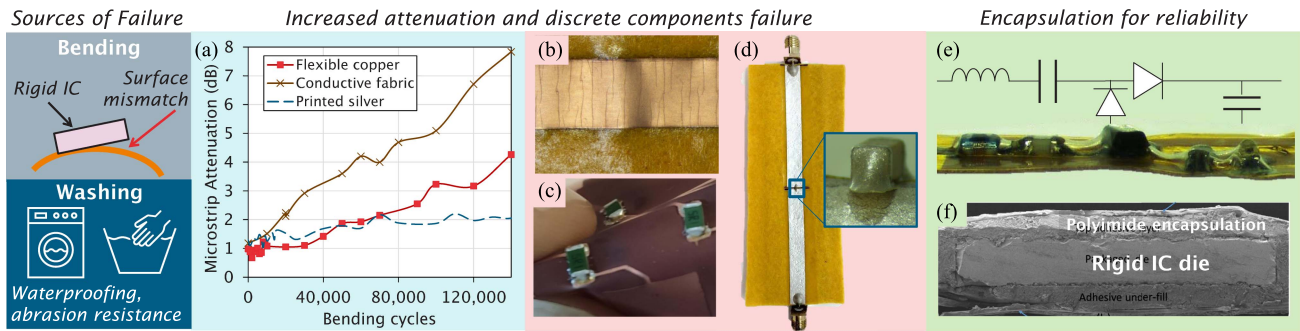 Sources of Failure
Increased attenuation and discrete components failure
Encapsulation for reliability
Bending
Rigid IC
Surface
mismatch
Washing
Waterproofing,
abrasion resistance
(a)
Microstrip Attenuation (dB)
8
7
6
5
4
3
2
1
0
Flexible copper
Conductive fabric
Printed silver
0
40,000
80,000
120,000
Bending cycles
(b)
(c)
(d)
(e)
(f)
Polyimide encapsulation
Rigid IC die
Adhesive under-fill